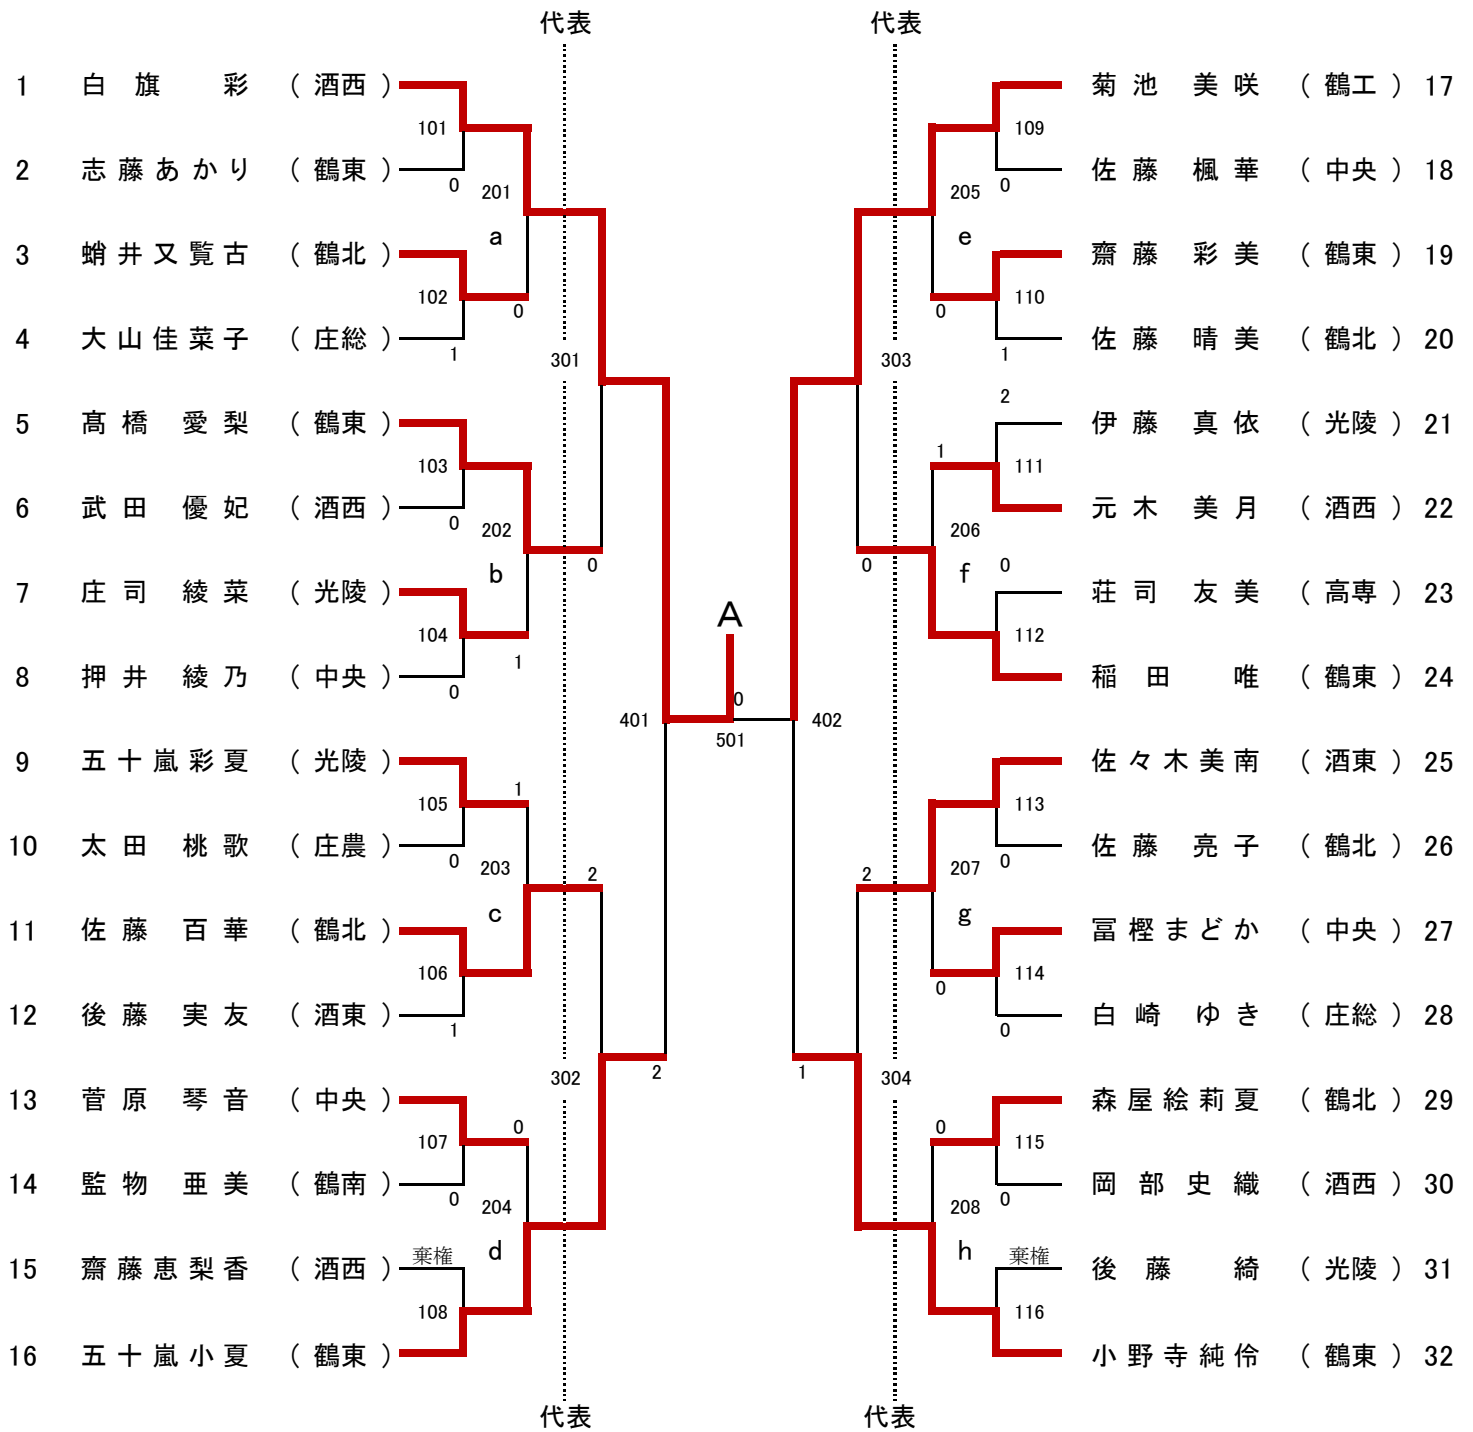 代表 代表
1 白旗 彩 ( 酒西 ) 菊池 美咲 ( 鶴工 ) 17
101 109
2 志藤あかり ( 鶴東 ) 佐藤 楓華 ( 中央 ) 18
0 201 205 0
a e
3 蛸井又覧古 ( 鶴北 ) 齋藤 彩美 ( 鶴東 ) 19
102 110
0 0
4 大山佳菜子 ( 庄総 ) 佐藤 晴美 ( 鶴北 ) 20
1 301 303 1
2
5 髙橋 愛梨 ( 鶴東 ) 伊藤 真依 ( 光陵 ) 21
1
103 111
6 武田 優妃 ( 酒西 ) 元木 美月 ( 酒西 ) 22
0 202 206
b 0 0 f 0
7 庄司 綾菜 ( 光陵 ) 荘司 友美 ( 高専 ) 23
A
104 112
1
8 押井 綾乃 ( 中央 ) 稲田 唯 ( 鶴東 ) 24
0 0
401 402
501
9 五十嵐彩夏 ( 光陵 ) 佐々木美南 ( 酒東 ) 25
1
105 113
10 太田 桃歌 ( 庄農 ) 佐藤 亮子 ( 鶴北 ) 26
0 203 2 2 207 0
c g
11 佐藤 百華 ( 鶴北 ) 冨樫まどか ( 中央 ) 27
106 114
0
12 後藤 実友 ( 酒東 ) 白崎 ゆき ( 庄総 ) 28
1 0
302 2 1 304
13 菅原 琴音 ( 中央 ) 森屋絵莉夏 ( 鶴北 ) 29
0 0
107 115
14 監物 亜美 ( 鶴南 ) 岡部史織 ( 酒西 ) 30
0 204 208 0
棄権 d h 棄権
15 齋藤恵梨香 ( 酒西 ) 後藤 綺 ( 光陵 ) 31
108 116
16 五十嵐小夏 ( 鶴東 ) 小野寺純伶 ( 鶴東 ) 32
代表 代表